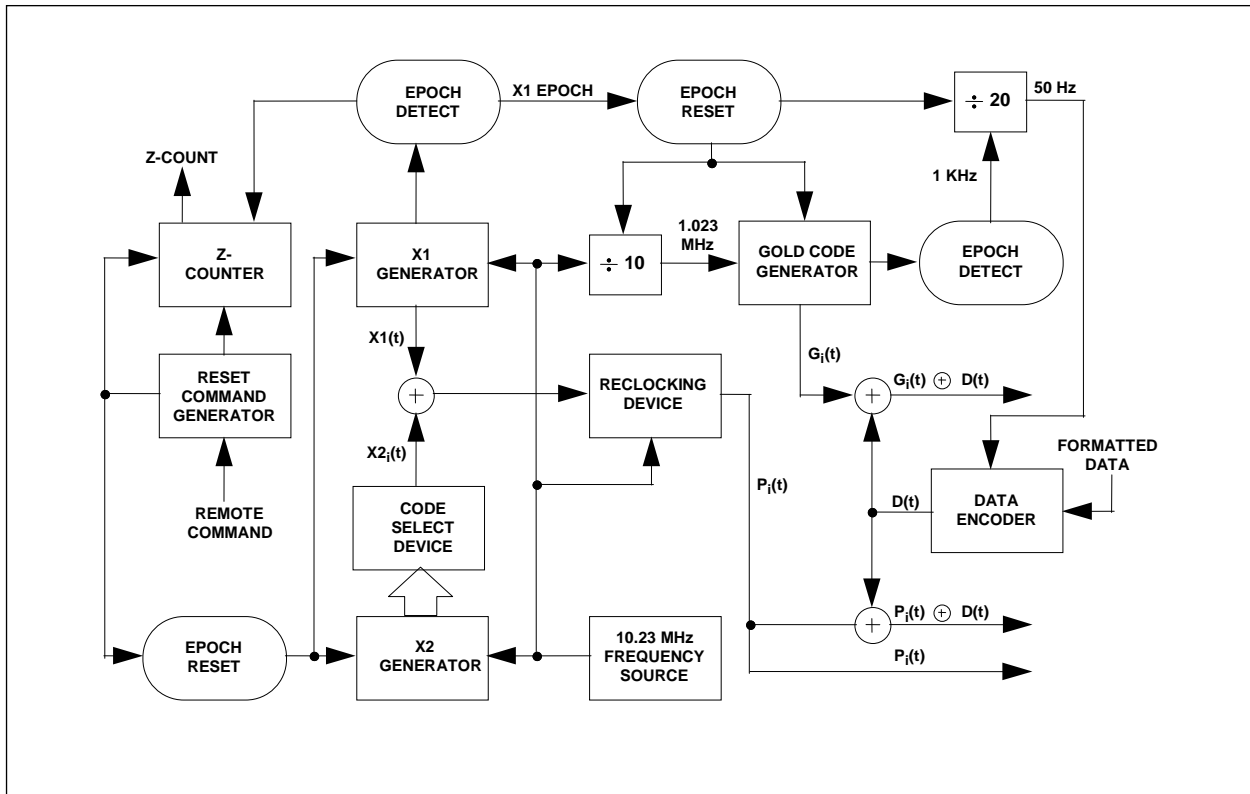 EPOCH
DETECT
X1 EPOCH
EPOCH
RESET
÷ 20
50 Hz
Z-COUNT
1 KHz
Z-
COUNTER
X1
GENERATOR
÷ 10
1.023
MHz
GOLD CODE
GENERATOR
EPOCH
DETECT
X1(t)
Gi(t)
RESET
COMMAND
GENERATOR
+
RECLOCKING
DEVICE
+
Gi(t) ⊕ D(t)
X2i(t)
FORMATTED
DATA
REMOTE
COMMAND
CODE
SELECT
DEVICE
Pi(t)
D(t)
DATA
ENCODER
EPOCH
RESET
X2
GENERATOR
10.23 MHz
FREQUENCY
SOURCE
+
Pi(t) ⊕ D(t)
Pi(t)